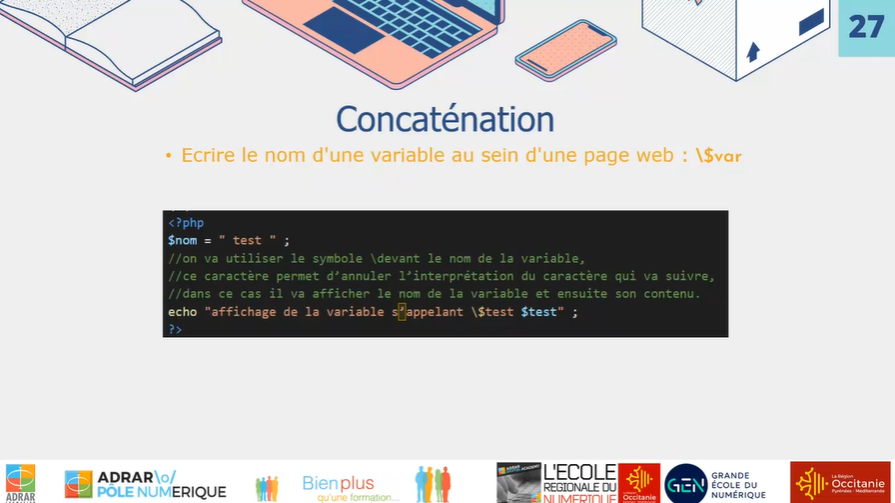 27
Concaténation
• Ecrire le nom d'une variable au sein d'une page web : \$var
<?php
$nom = " test " ;
//on va utiliser le symbole \devant le nom de la variable,
//ce caractère permet d’annuler l’interprétation du caractère qui va suivre,
//dans ce cas il va afficher le nom de la variable et ensuite son contenu.
echo "affichage de la variable s’appelant \$test $test" ;
?>
ADRAR
ADRAR\o/
PÔLE NUMERIQUE
Bienplus
qu'une formation...
L'ECOLE
REGIONALE DU
NUMERIQUE
Occitanie
GEN
GRANDE
ÉCOLE DU
NUMÉRIQUE
La Région
Occitanie
Pyrénées - Méditerranée